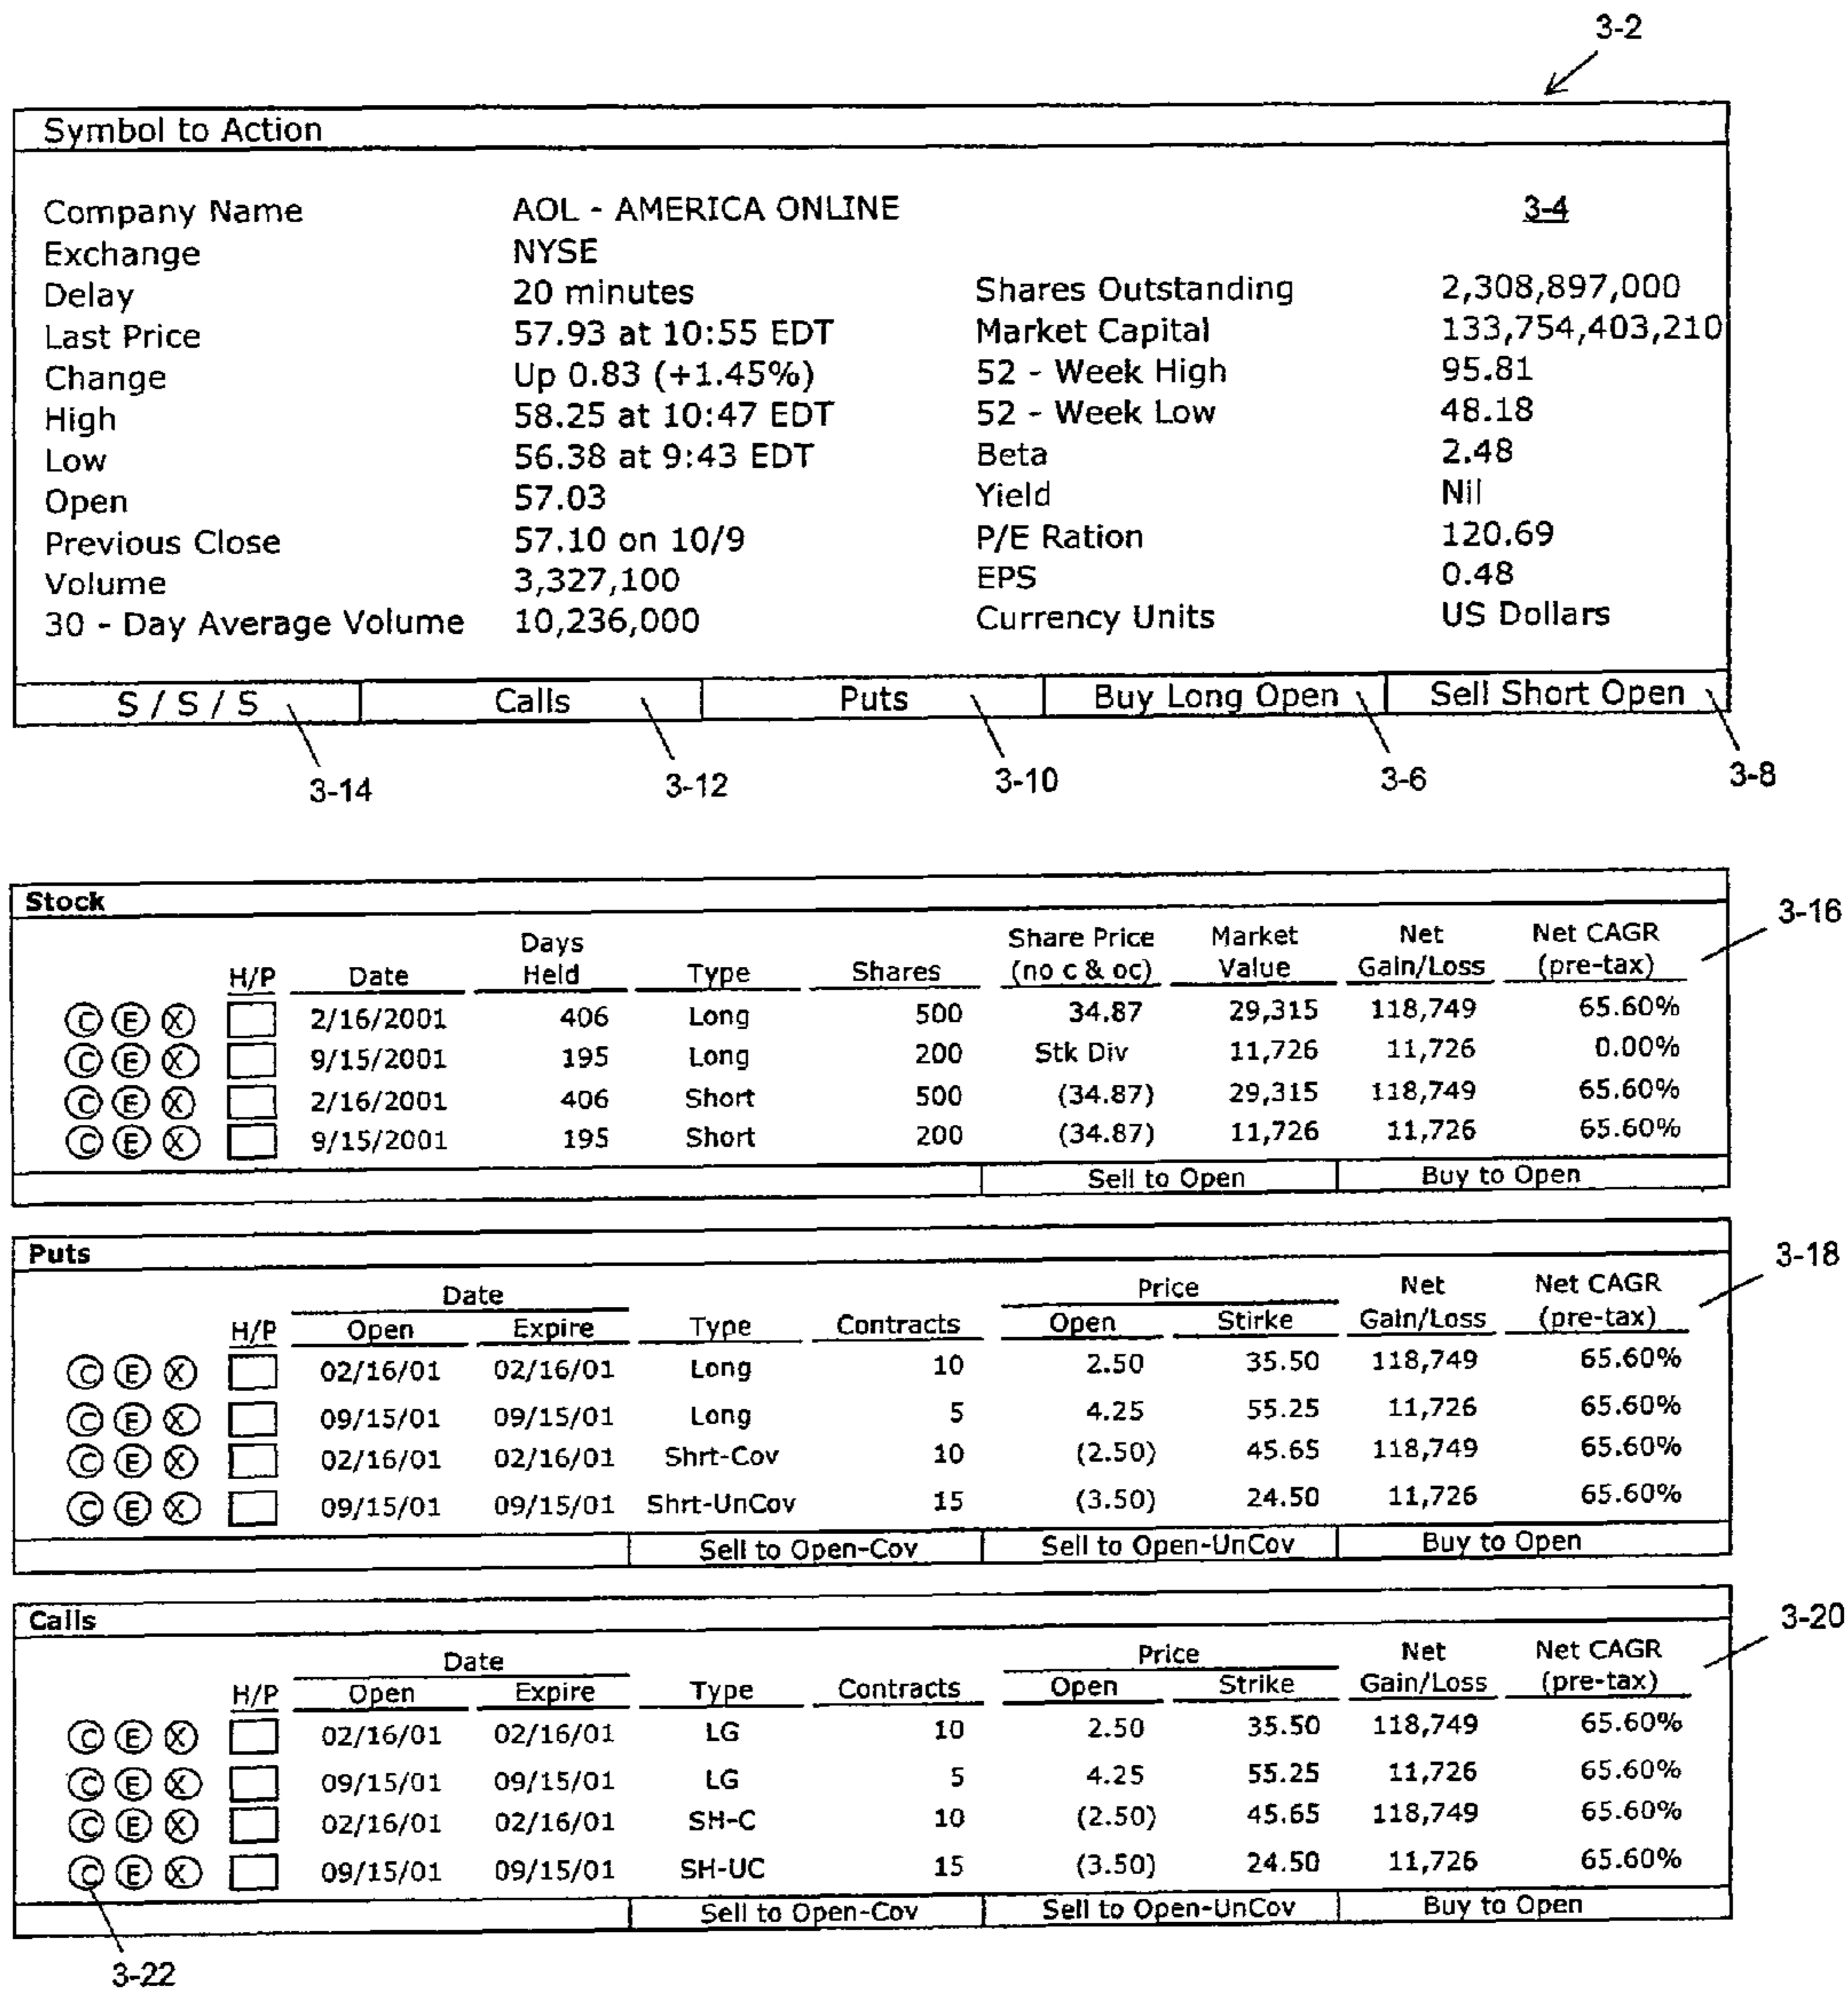 3-2
Symbol to Action
Company Name AOL - AMERICA ONLINE 3-4
Exchange NYSE
Delay 20 minutes Shares Outstanding 2,308,897,000
Last Price 57.93 at 10:55 EDT Market Capital 133,754,403,210
Change Up 0.83 (+1.45%) 52 - Week High 95.81
High 58.25 at 10:47 EDT 52 - Week Low 48.18
Low 56.38 at 9:43 EDT Beta 2.48
Open 57.03 Yield Nil
Previous Close 57.10 on 10/9 P/E Ration 120.69
Volume 3,327,100 EPS 0.48
30 - Day Average Volume 10,236,000 Currency Units US Dollars
S / S / S Calls Puts Buy Long Open Sell Short Open
3-14 3-12 3-10 3-6 3-8
Stock
3-16
Days Share Price Market Net Net CAGR
H/P Date Held Type Shares (no c & oc) Value Gain/Loss (pre-tax)
C E X 2/16/2001 406 Long 500 34.87 29,315 118,749 65.60%
C E X 9/15/2001 195 Long 200 Stk Div 11,726 11,726 0.00%
C E X 2/16/2001 406 Short 500 (34.87) 29,315 118,749 65.60%
C E X 9/15/2001 195 Short 200 (34.87) 11,726 11,726 65.60%
Sell to Open Buy to Open
Puts
3-18
Date Price Net Net CAGR
H/P Open Expire Type Contracts Open Stirke Gain/Loss (pre-tax)
C E X 02/16/01 02/16/01 Long 10 2.50 35.50 118,749 65.60%
C E X 09/15/01 09/15/01 Long 5 4.25 55.25 11,726 65.60%
C E X 02/16/01 02/16/01 Shrt-Cov 10 (2.50) 45.65 118,749 65.60%
C E X 09/15/01 09/15/01 Shrt-UnCov 15 (3.50) 24.50 11,726 65.60%
Sell to Open-Cov Sell to Open-UnCov Buy to Open
Calls
3-20
Date Price Net Net CAGR
H/P Open Expire Type Contracts Open Strike Gain/Loss (pre-tax)
C E X 02/16/01 02/16/01 LG 10 2.50 35.50 118,749 65.60%
C E X 09/15/01 09/15/01 LG 5 4.25 55.25 11,726 65.60%
C E X 02/16/01 02/16/01 SH-C 10 (2.50) 45.65 118,749 65.60%
C E X 09/15/01 09/15/01 SH-UC 15 (3.50) 24.50 11,726 65.60%
Sell to Open-Cov Sell to Open-UnCov Buy to Open
3-22